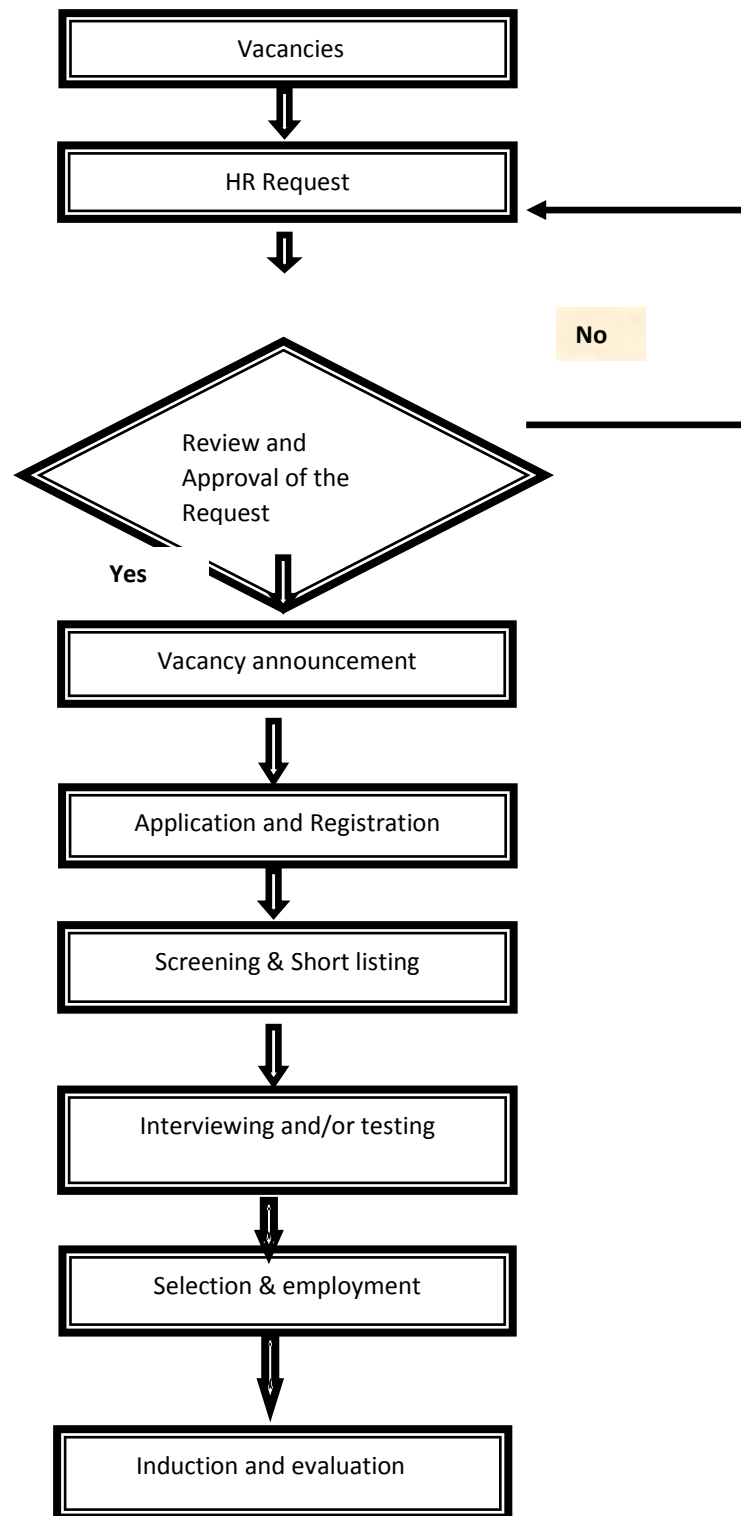 Vacancies
HR Request
No
Review and
Approval of the
Request
Yes
Vacancy announcement
Application and Registration
Screening & Short listing
Interviewing and/or testing
Selection & employment
Induction and evaluation